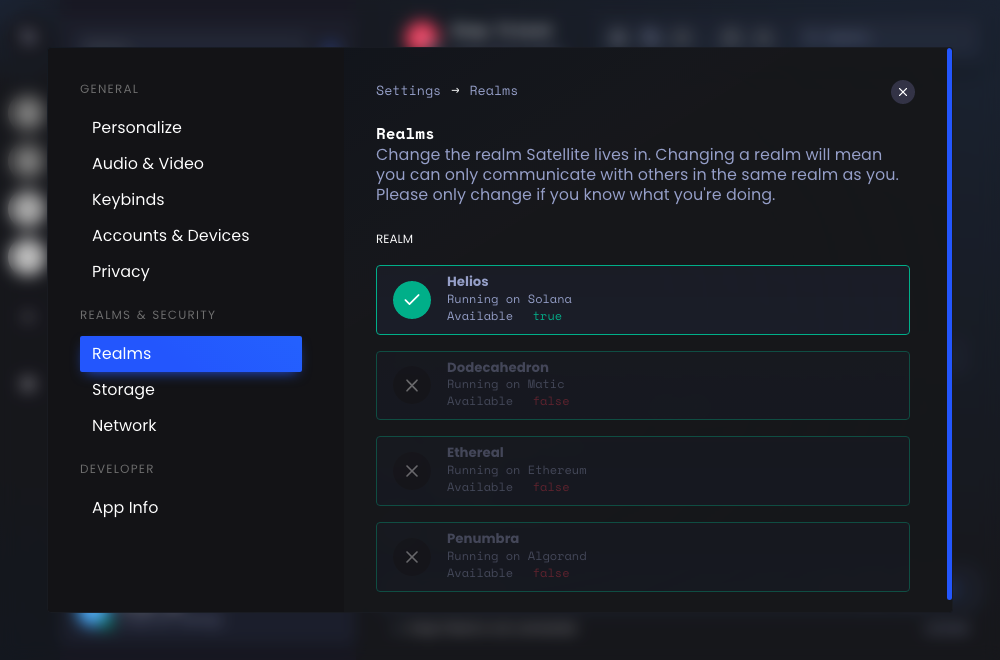 GENERAL
Personalize
Audio & Video
Keybinds
Accounts & Devices
Privacy
REALMS & SECURITY
Realms
Storage
Network
DEVELOPER
App Info
Settings → Realms
Realms
Change the realm Satellite lives in. Changing a realm will mean
you can only communicate with others in the same realm as you.
Please only change if you know what you're doing.
REALM
Helios
Running on Solana
Available true
Dodecahedron
Running on Matic
Available false
Ethereal
Running on Ethereum
Available false
Penumbra
Running on Algorand
Available false